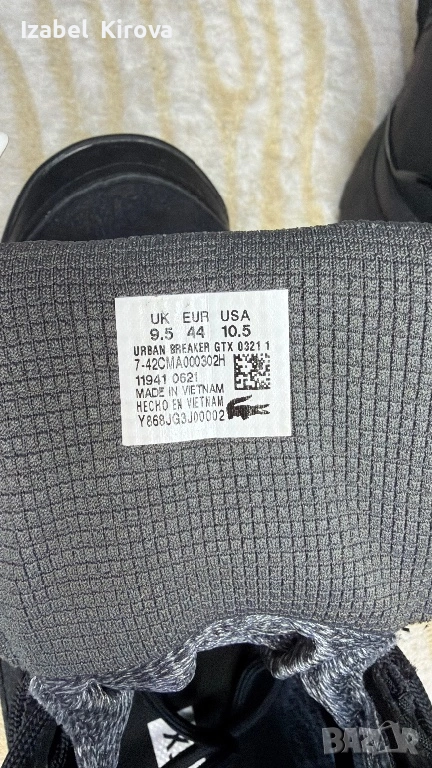 Izabel Kirova
UK EUR USA
9.5 44 10.5
URBAN BREAKER GTX 0321 1
7-42CMA000302H
11941 0621
MADE IN VIETNAM
HECHO EN VIETNAM
Y868JG3J00002
BAZAR